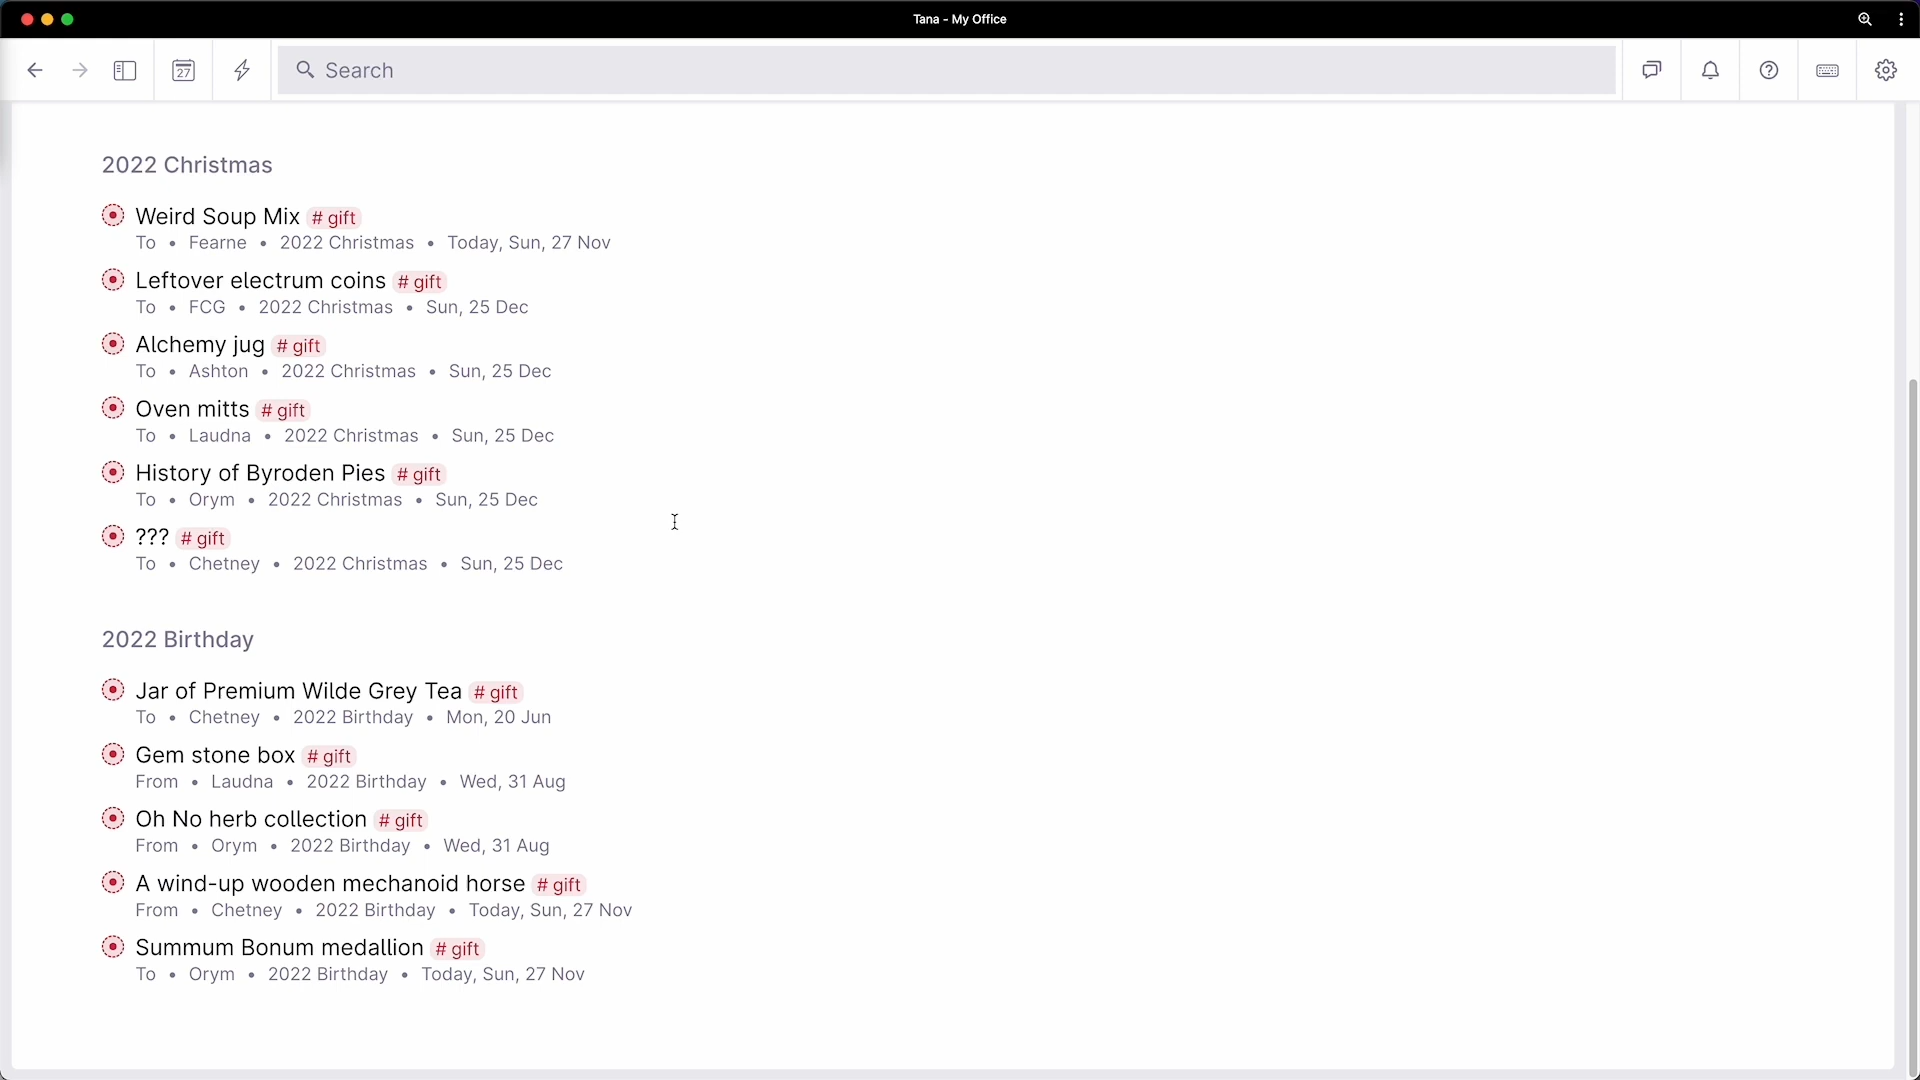 Tana - My Office
27
Search
2022 Christmas
Weird Soup Mix # gift
To • Fearne • 2022 Christmas • Today, Sun, 27 Nov
Leftover electrum coins # gift
To • FCG • 2022 Christmas • Sun, 25 Dec
Alchemy jug # gift
To • Ashton • 2022 Christmas • Sun, 25 Dec
Oven mitts # gift
To • Laudna • 2022 Christmas • Sun, 25 Dec
History of Byroden Pies # gift
To • Orym • 2022 Christmas • Sun, 25 Dec
??? # gift
To • Chetney • 2022 Christmas • Sun, 25 Dec
2022 Birthday
Jar of Premium Wilde Grey Tea # gift
To • Chetney • 2022 Birthday • Mon, 20 Jun
Gem stone box # gift
From • Laudna • 2022 Birthday • Wed, 31 Aug
Oh No herb collection # gift
From • Orym • 2022 Birthday • Wed, 31 Aug
A wind-up wooden mechanoid horse # gift
From • Chetney • 2022 Birthday • Today, Sun, 27 Nov
Summum Bonum medallion # gift
To • Orym • 2022 Birthday • Today, Sun, 27 Nov